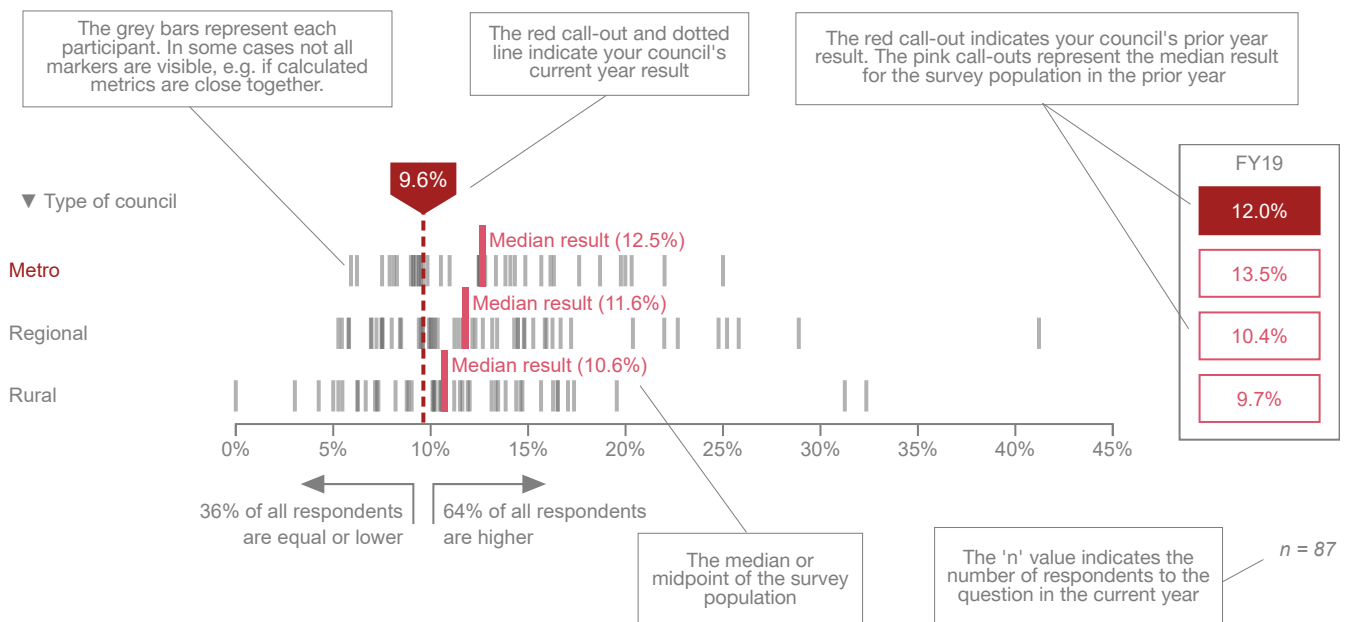 The grey bars represent each
participant. In some cases not all
markers are visible, e.g. if calculated
metrics are close together.
The red call-out and dotted
line indicate your council's
current year result
The red call-out indicates your council's prior year
result. The pink call-outs represent the median result
for the survey population in the prior year
FY19
9.6%
12.0%
▼ Type of council
Median result (12.5%)
Metro
13.5%
Median result (11.6%)
Regional
10.4%
Median result (10.6%)
Rural
9.7%
0% 5% 10% 15% 20% 25% 30% 35% 40% 45%
36% of all respondents
are equal or lower
64% of all respondents
are higher
The median or
midpoint of the survey
population
The 'n' value indicates the
number of respondents to the
question in the current year
n = 87